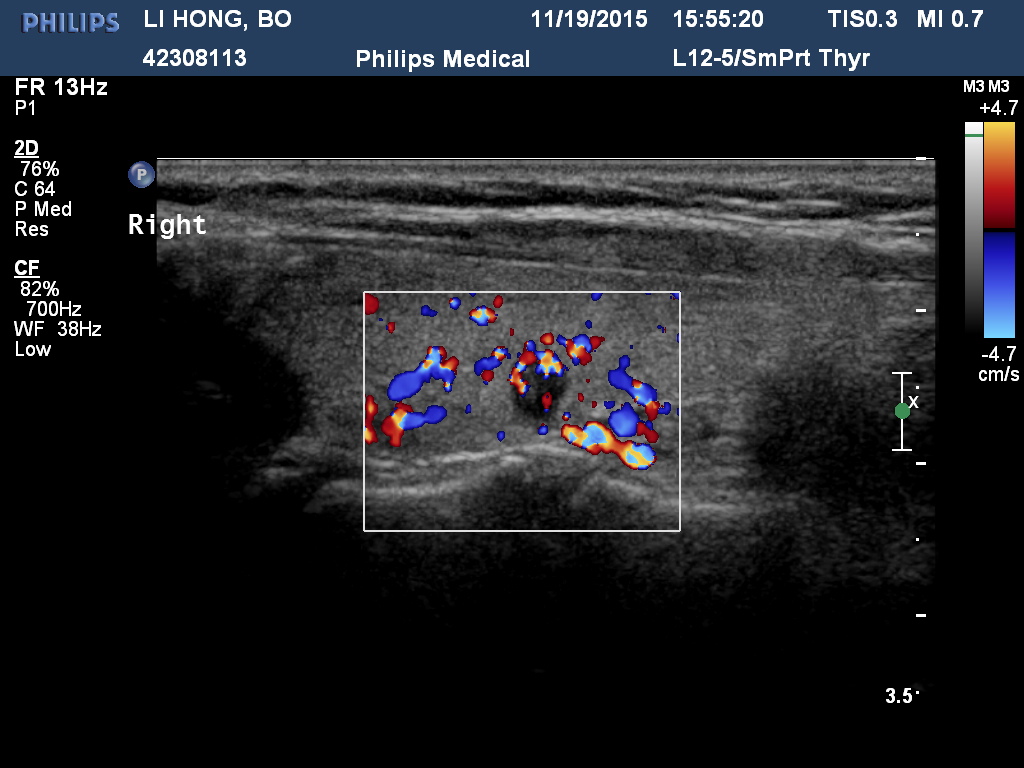 PHILIPS LI HONG, BO 11/19/2015 15:55:20 TIS0.3 MI 0.7
42308113 Philips Medical L12-5/SmPrt Thyr
FR 13Hz
P1
2D
76%
C 64
P Med
Res
CF
82%
700Hz
WF 38Hz
Low
P
Right
M3 M3
+4.7
-4.7
cm/s
x
3.5